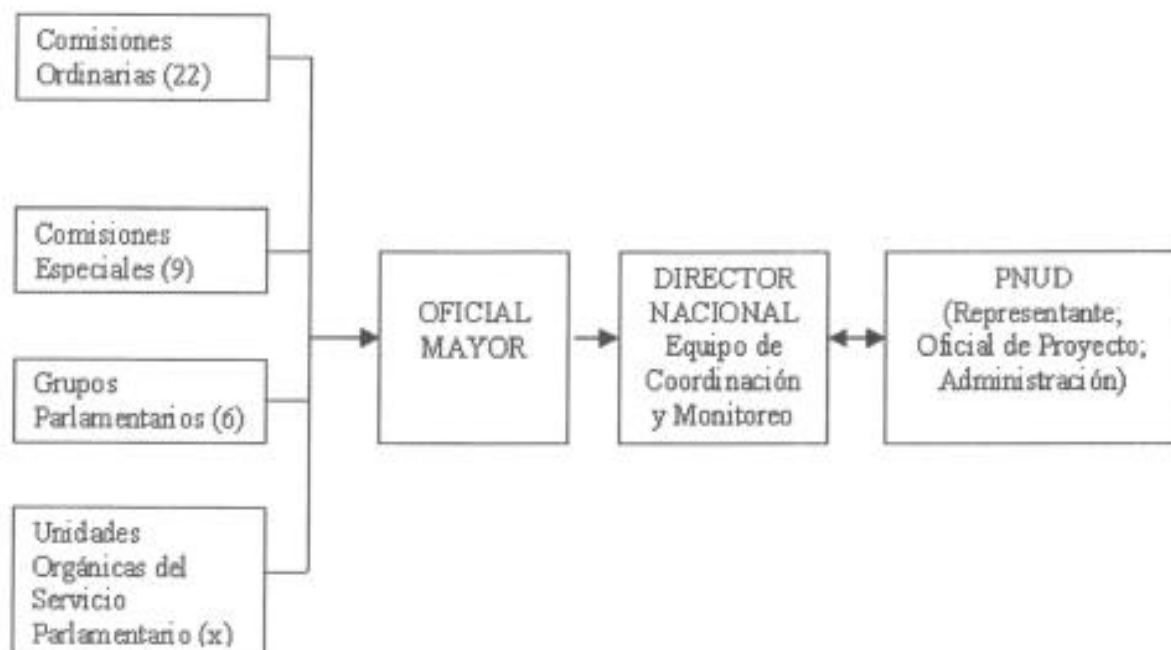 Comisiones
Ordinarias (22)
Comisiones
Especiales (9)
Grupos
Parlamentarios (6)
Unidades
Orgánicas del
Servicio
Parlamentario (x)
OFICIAL
MAYOR
DIRECTOR
NACIONAL
Equipo de
Coordinación
y Monitoreo
PNUD
(Representante;
Oficial de Proyecto;
Administración)